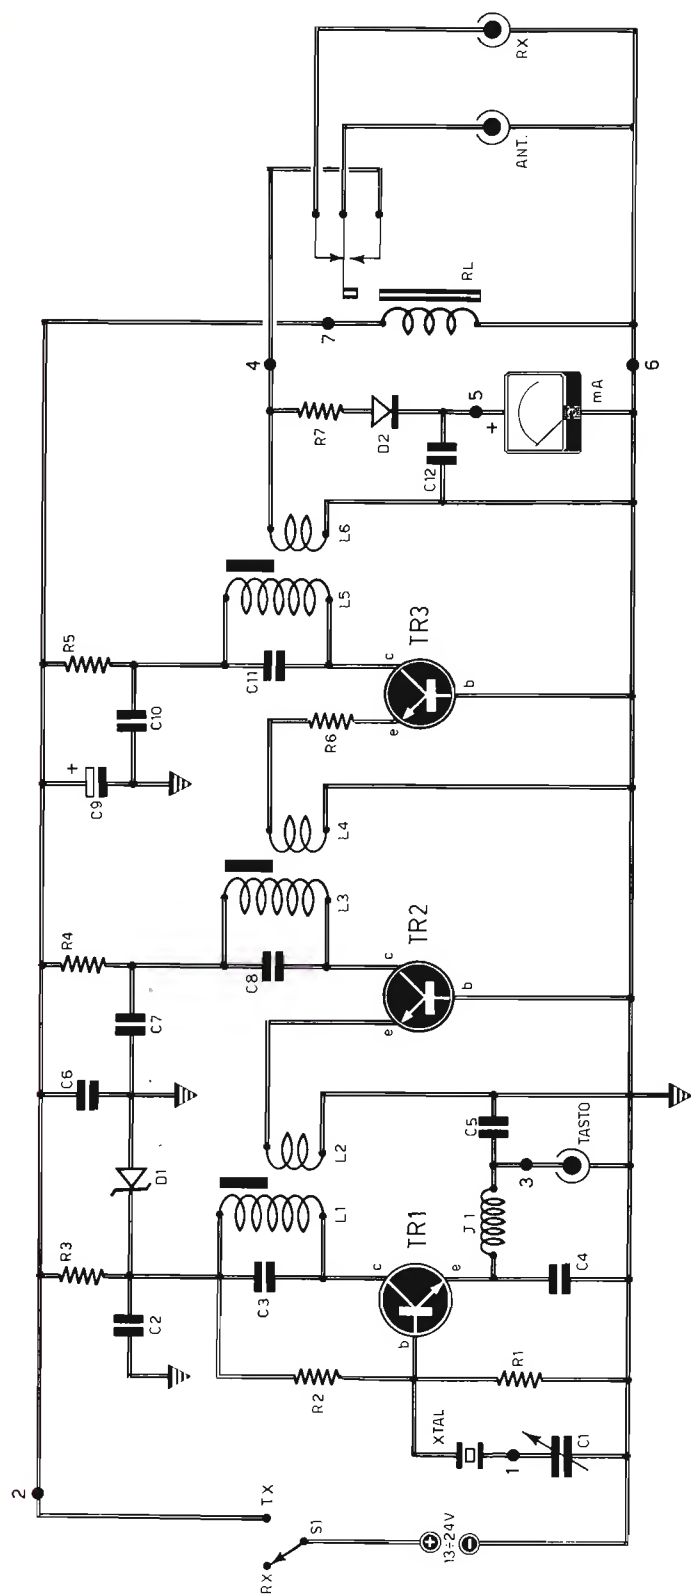 RX
TX
S1
2
+
13÷24V
-
XTAL
1
C1
R2
R1
C2
R3
D1
C3
L1
L2
TR1
b
c
e
J1
C4
C5
3
TASTO
C6
C7
R4
C8
L3
L4
TR2
e
c
b
C9
+
C10
R5
C11
L5
L6
R6
TR3
e
c
b
R7
D2
C12
5
+
mA
4
7
RL
6
ANT.
RX